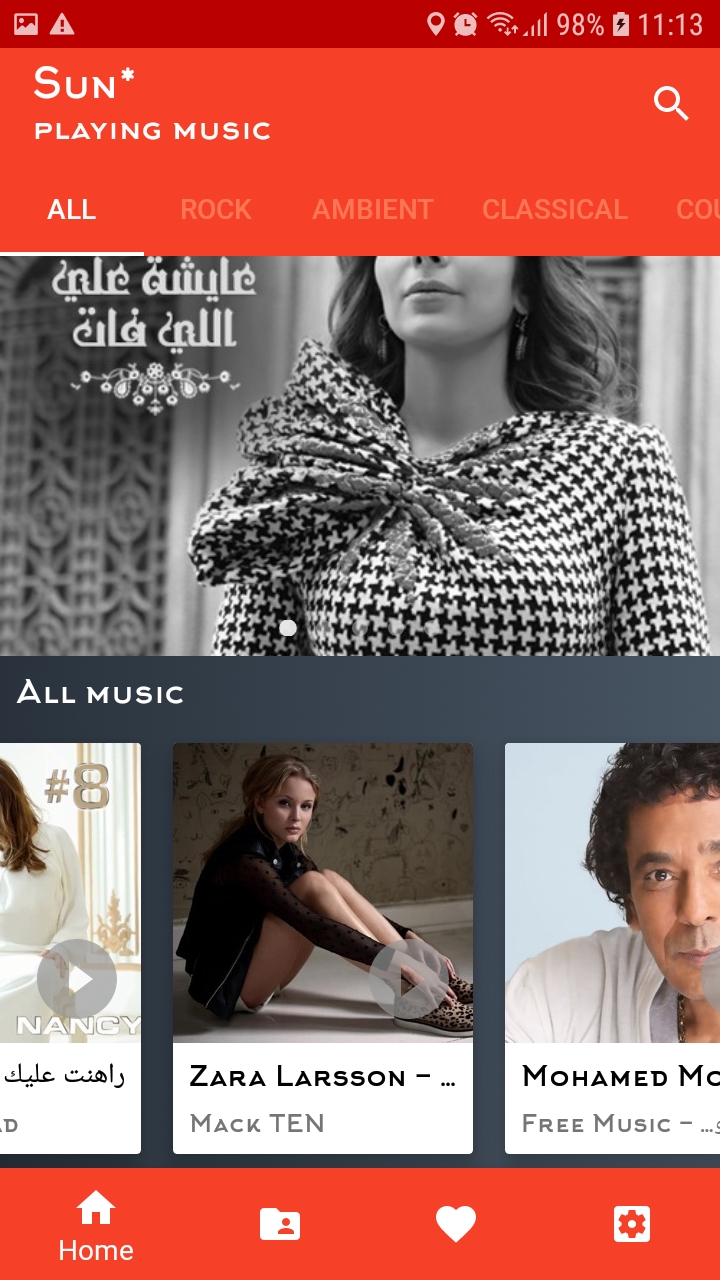 98% 11:13
Sun*
PLAYING MUSIC
ALL ROCK AMBIENT CLASSICAL COU
عايشة علي
اللي فات
All music
#8
NANCY
راهنت عليك
Zara Larsson – ...
Mohamed Mo
AD
Mack TEN
Free Music – ...
Home